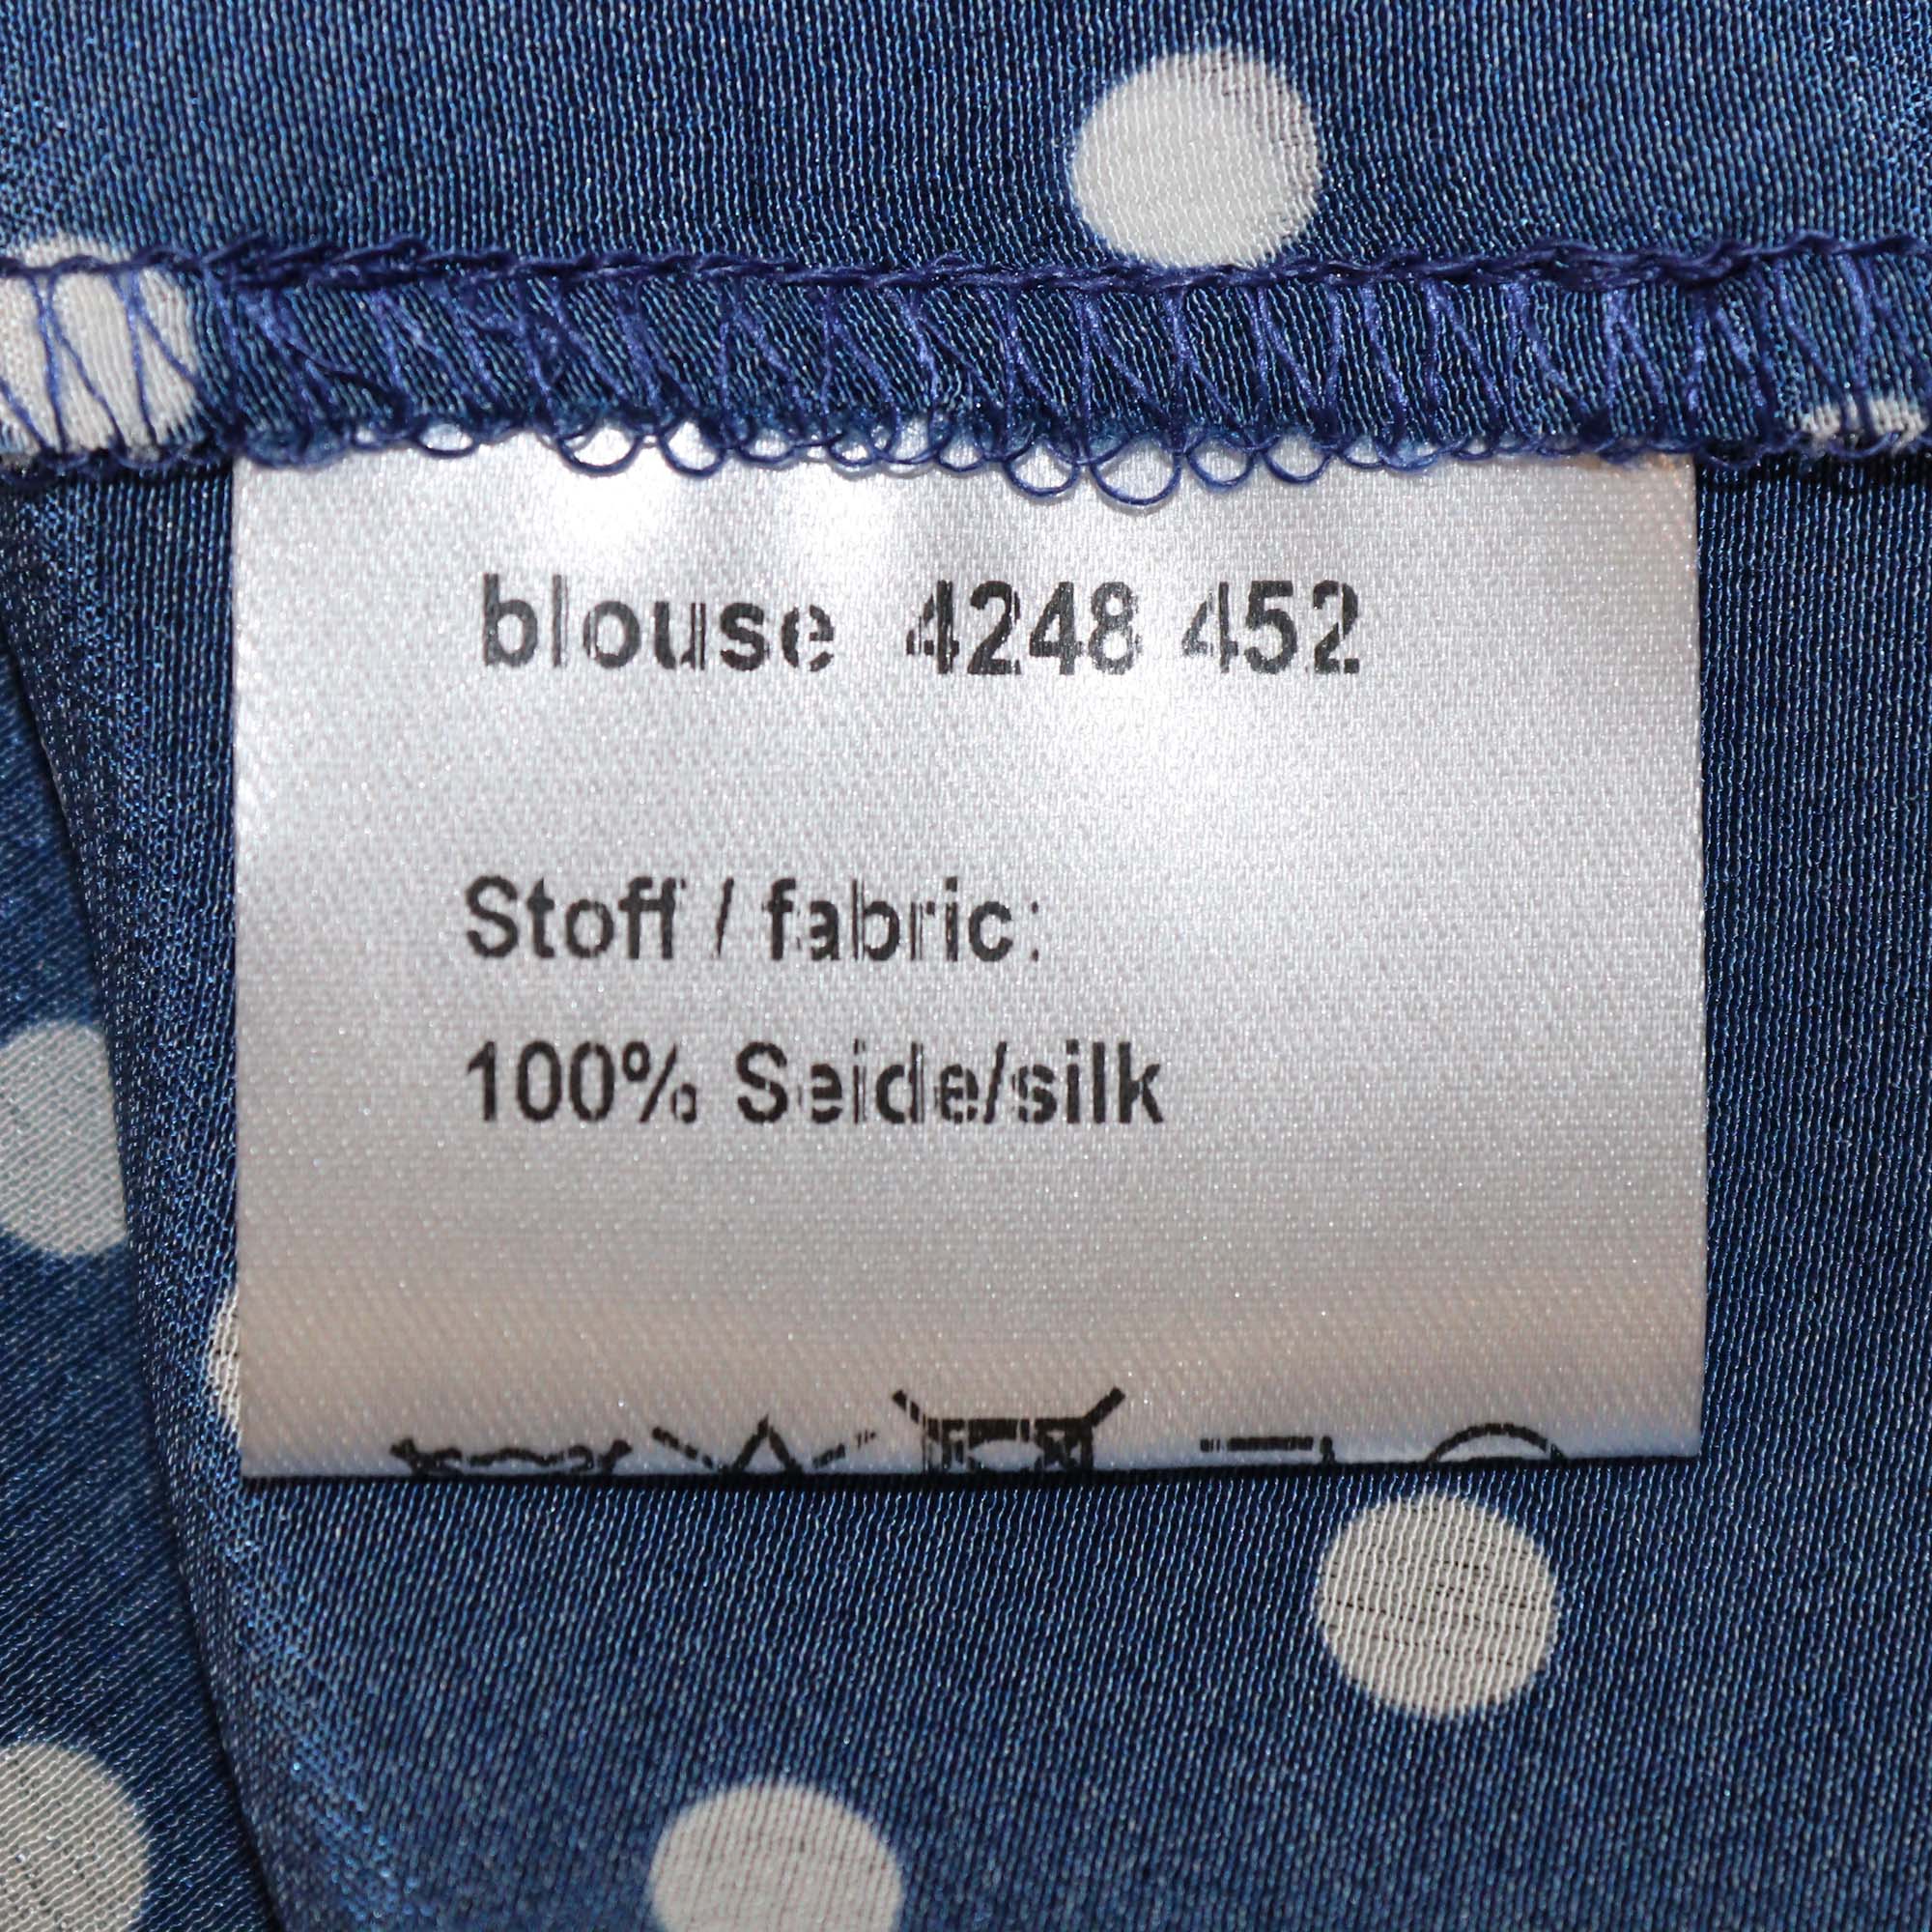 blouse 4248 452
Stoff / fabric:
100% Seide/silk